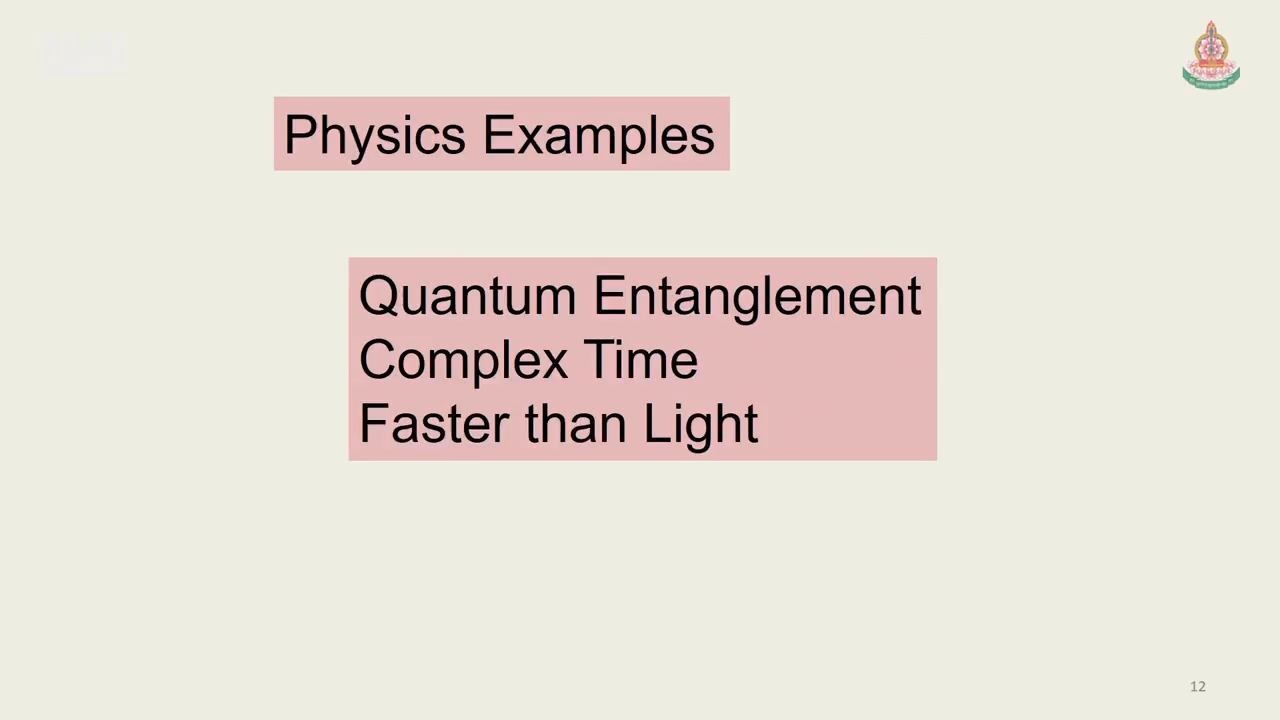 Physics Examples
Quantum Entanglement
Complex Time
Faster than Light
12